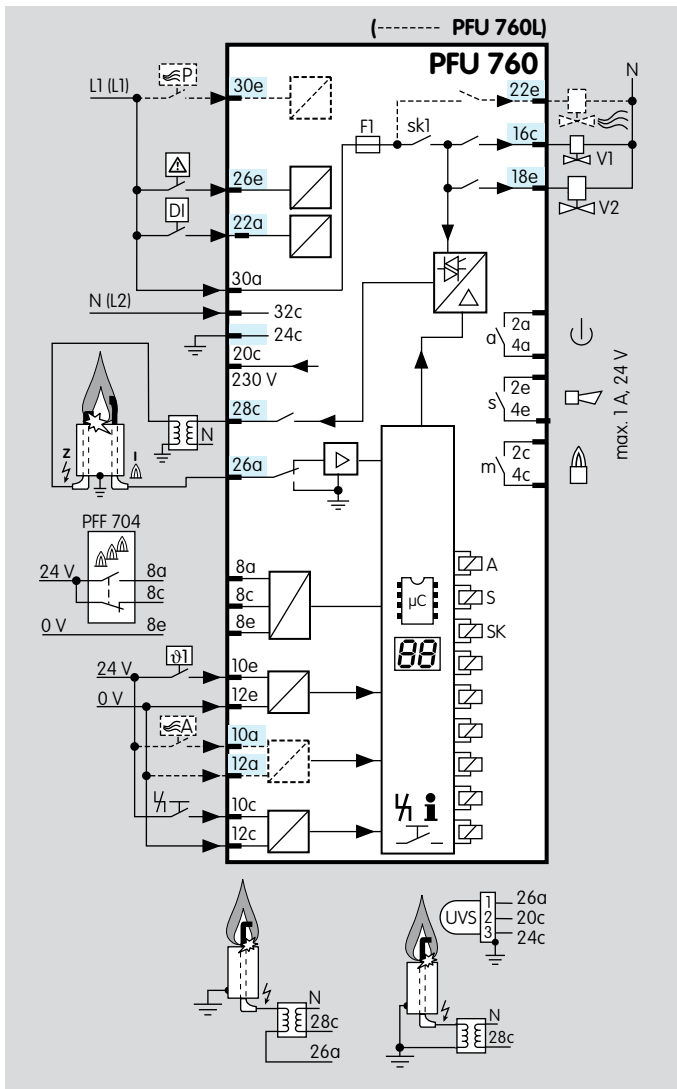 (------ PFU 760L)
PFU 760
L1 (L1)
P
30e
22e
N
F1
sk1
16c
V1
26e
18e
V2
DI
22a
30a
N (L2)
32c
24c
20c
230 V
28c
N
26a
Z
I
a
2a
4a
s
2e
4e
m
2c
4c
max. 1 A, 24 V
PFF 704
24 V
8a
8c
0 V
8e
8a
8c
8e
µC
88
A
S
SK
ϑ1
24 V
10e
0 V
12e
A
10a
12a
10c
12c
i
N
28c
26a
UVS
1
2
3
26a
20c
24c
N
28c